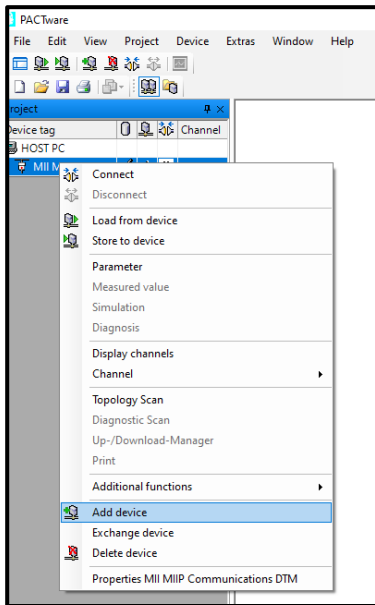 PACTware
File Edit View Project Device Extras Window Help
roject
Device tag Channel
HOST PC
MII M
Connect
Disconnect
Load from device
Store to device
Parameter
Measured value
Simulation
Diagnosis
Display channels
Channel
Topology Scan
Diagnostic Scan
Up-/Download-Manager
Print
Additional functions
Add device
Exchange device
Delete device
Properties MII MIIP Communications DTM